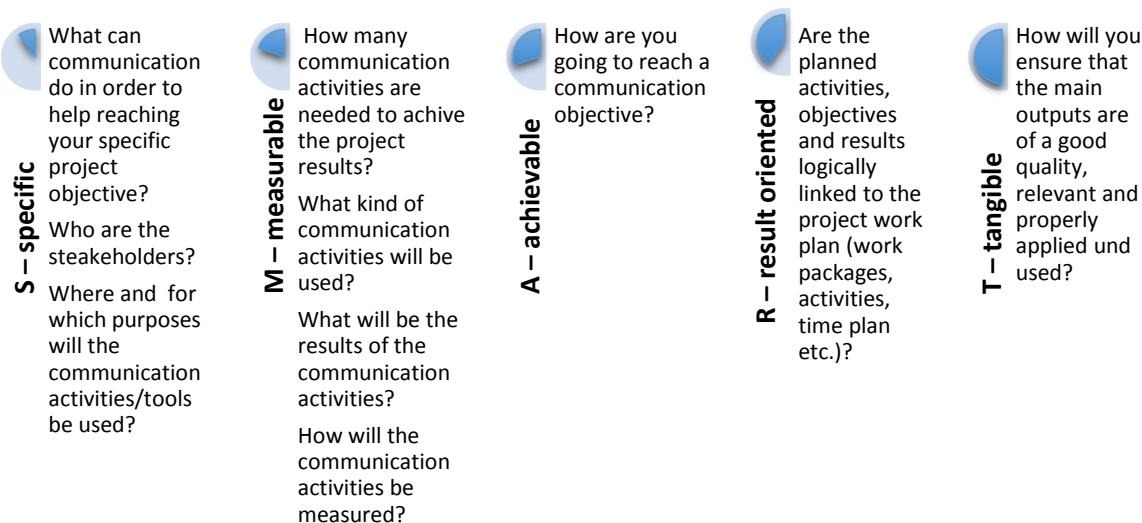 S – specific
What can
communication
do in order to
help reaching
your specific
project
objective?
Who are the
steakholders?
Where and for
which purposes
will the
communication
activities/tools
be used?
M – measurable
How many
communication
activities are
needed to achive
the project
results?
What kind of
communication
activities will be
used?
What will be the
results of the
communication
activities?
How will the
communication
activities be
measured?
A – achievable
How are you
going to reach a
communication
objective?
R – result oriented
Are the
planned
activities,
objectives
and results
logically
linked to the
project work
plan (work
packages,
activities,
time plan
etc.)?
T – tangible
How will you
ensure that
the main
outputs are
of a good
quality,
relevant and
properly
applied und
used?